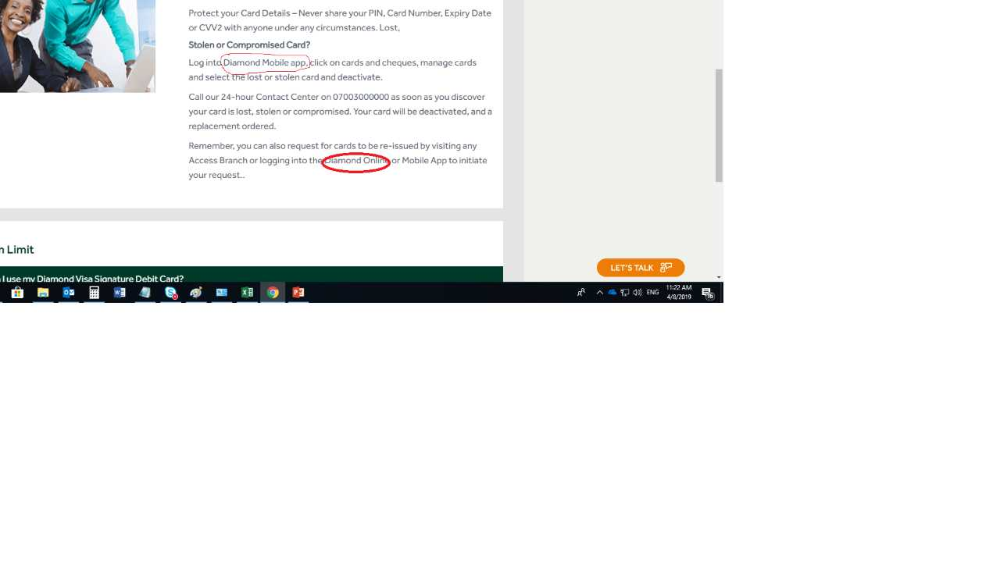 Protect your Card Details – Never share your PIN, Card Number, Expiry Date
or CVV2 with anyone under any circumstances. Lost,
Stolen or Compromised Card?
Log into Diamond Mobile app, click on cards and cheques, manage cards
and select the lost or stolen card and deactivate.
Call our 24-hour Contact Center on 07003000000 as soon as you discover
your card is lost, stolen or compromised. Your card will be deactivated, and a
replacement ordered.
Remember, you can also request for cards to be re-issued by visiting any
Access Branch or logging into the Diamond Online or Mobile App to initiate
your request..
n Limit
I use my Diamond Visa Signature Debit Card?
LET'S TALK
ENG
11:22 AM
4/8/2019
16